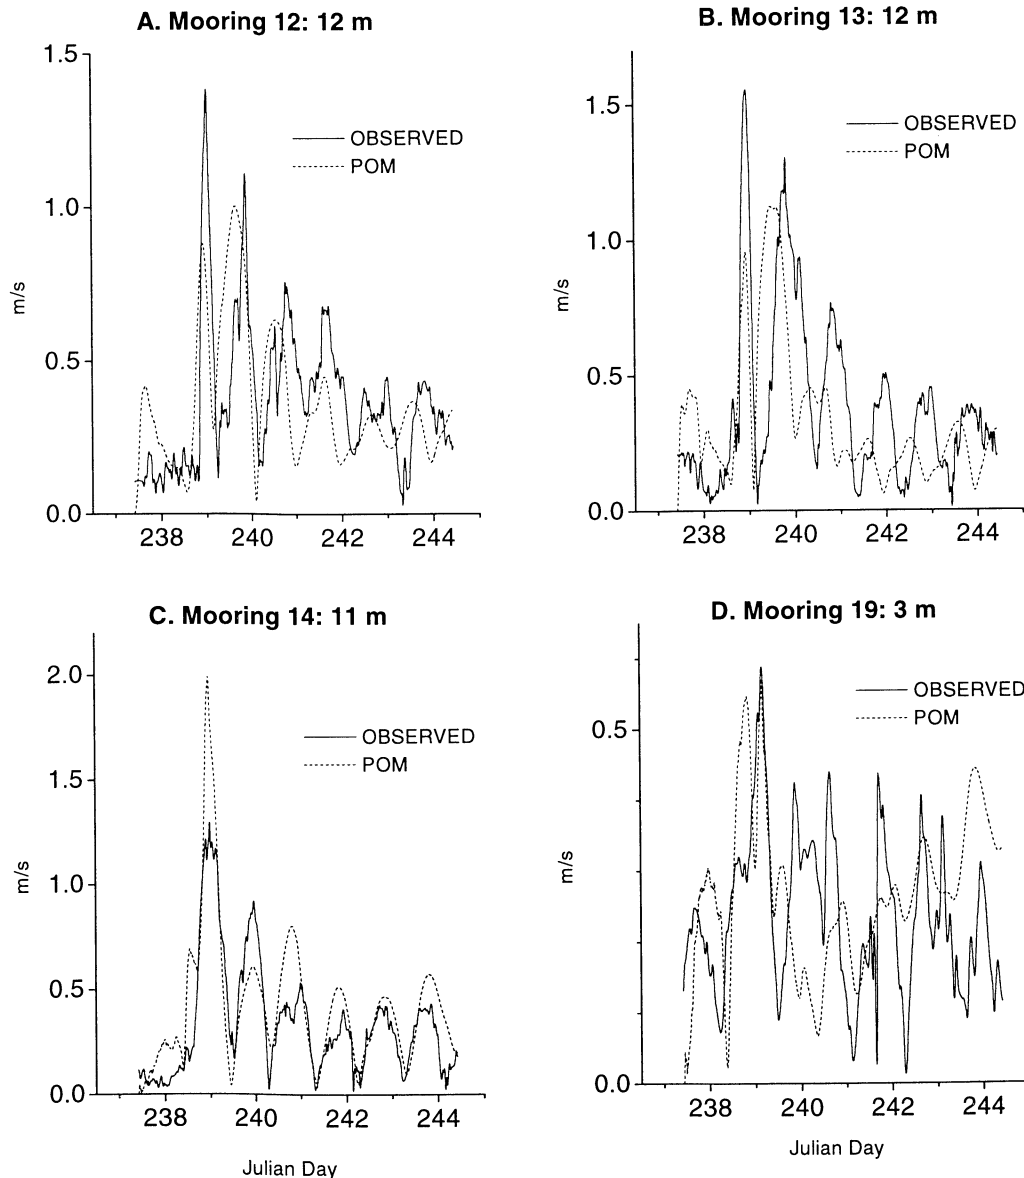 A. Mooring 12: 12 m
1.5
1.0
0.5
0.0
m/s
OBSERVED
POM
238
240
242
244
B. Mooring 13: 12 m
1.5
1.0
0.5
0.0
m/s
OBSERVED
POM
238
240
242
244
C. Mooring 14: 11 m
2.0
1.5
1.0
0.5
0.0
m/s
OBSERVED
POM
238
240
242
244
Julian Day
D. Mooring 19: 3 m
0.5
0.0
m/s
OBSERVED
POM
238
240
242
244
Julian Day